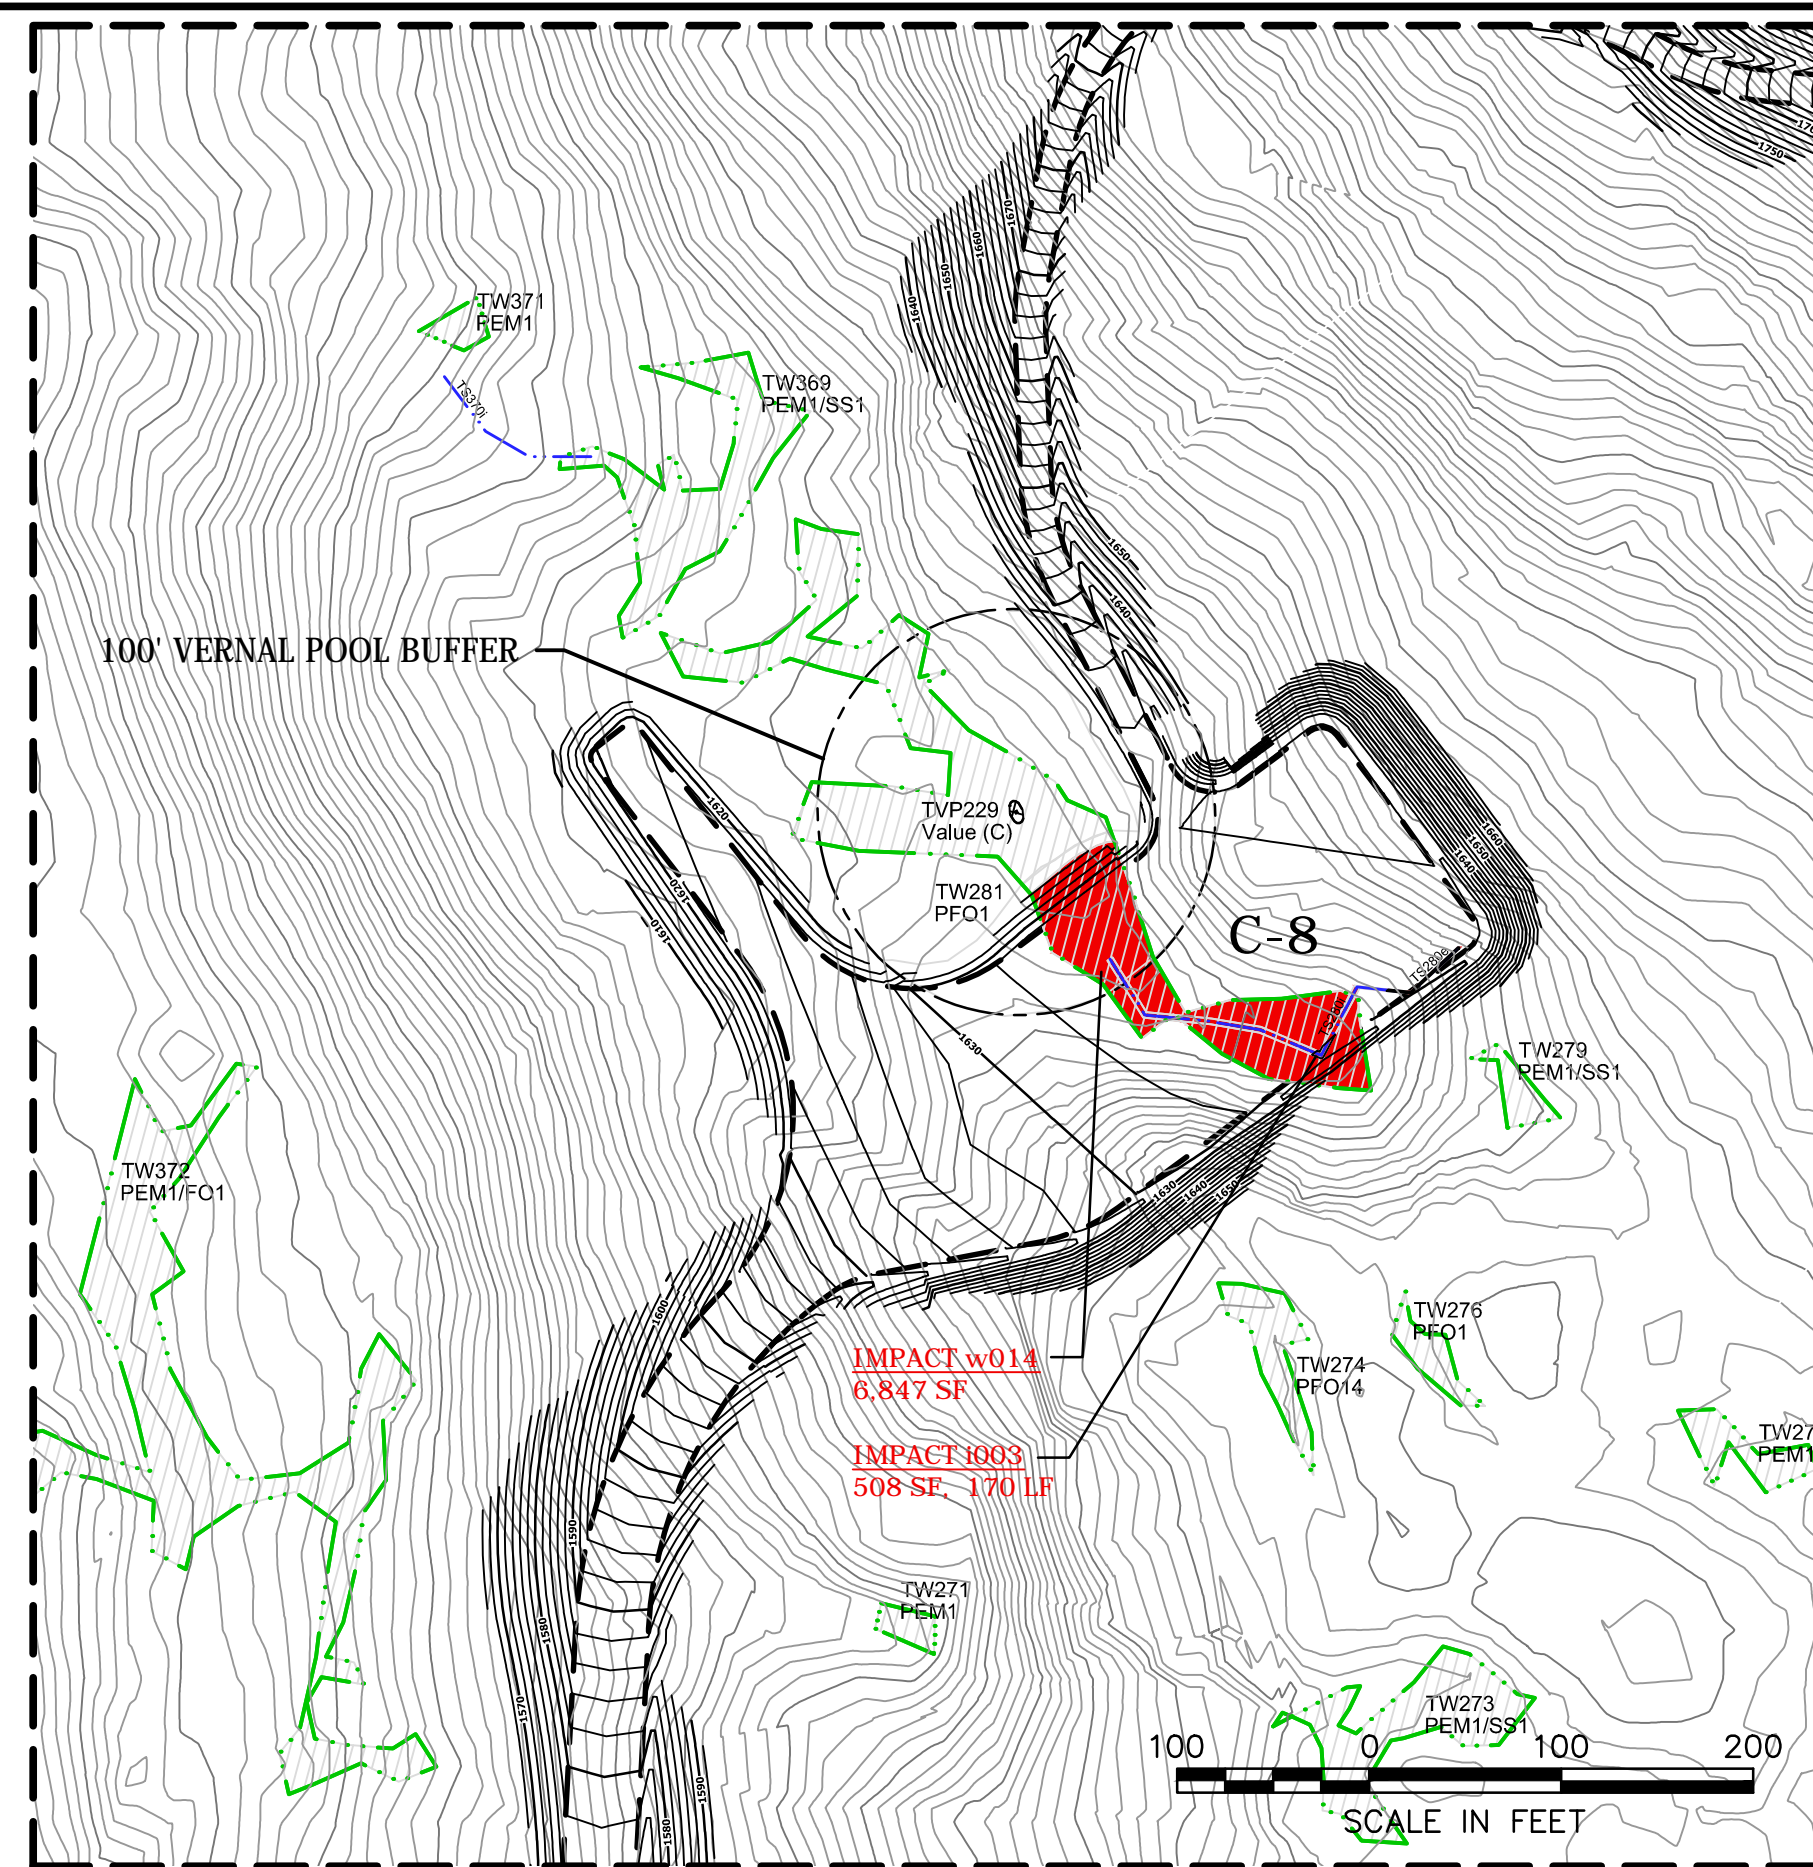 1750
1670
1660
1650
1640
TW371
PEM1
TS370i
TW369
PEM1/SS1
1650
1640
100' VERNAL POOL BUFFER
1620
TVP229
Value (C)
1660
1650
1640
TW281
PFO1
1620
1610
C-8
TS280e
TS280i
1630
TW279
PEM1/SS1
TW372
PEM1/FO1
1630
1640
1650
1600
TW276
PFO1
IMPACT w014
6,847 SF
TW274
PFO14
IMPACT i003
508 SF, 170 LF
PEM1
1590
TW271
PEM1
1580
1570
TW273
PEM1/SS1
100 0 100 200
SCALE IN FEET
1590
1580